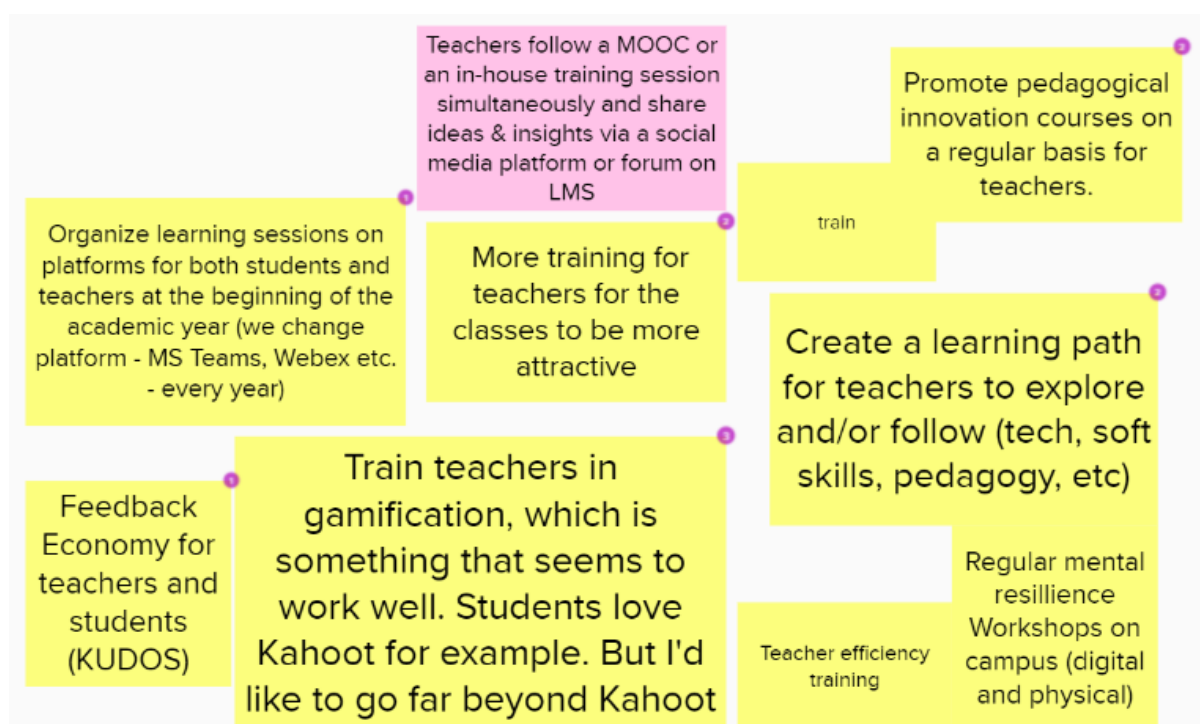 Teachers follow a MOOC or
an in-house training session
simultaneously and share
ideas & insights via a social
media platform or forum on
LMS
2
Promote pedagogical
innovation courses on
a regular basis for
teachers.
train
1
Organize learning sessions on
platforms for both students and
teachers at the beginning of the
academic year (we change
platform - MS Teams, Webex etc.
- every year)
2
More training for
teachers for the
classes to be more
attractive
2
Create a learning path
for teachers to explore
and/or follow (tech, soft
skills, pedagogy, etc)
1
Feedback
Economy for
teachers and
students
(KUDOS)
3
Train teachers in
gamification, which is
something that seems to
work well. Students love
Kahoot for example. But I'd
like to go far beyond Kahoot
Teacher efficiency
training
Regular mental
resillience
Workshops on
campus (digital
and physical)